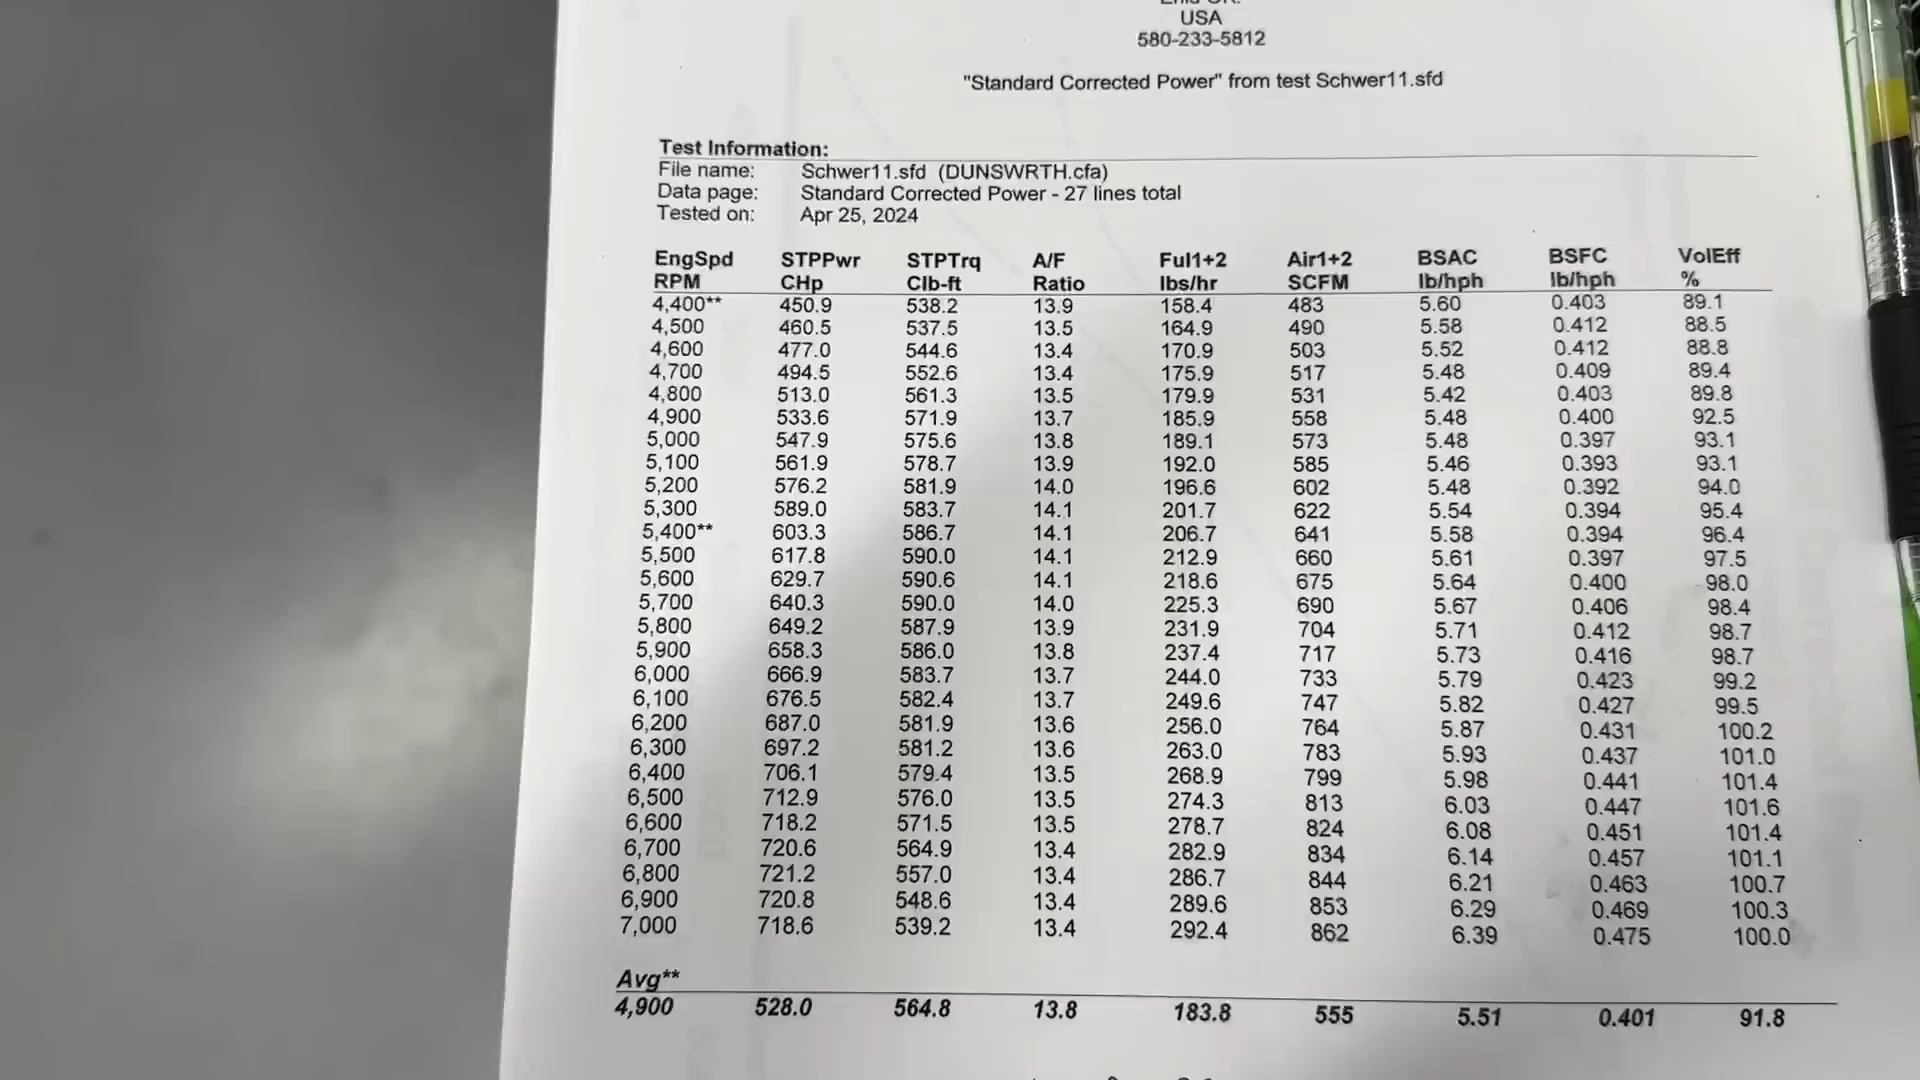 USA
580-233-5812
"Standard Corrected Power" from test Schwer11.sfd
Test Information:
File name: Schwer11.sfd (DUNSWRTH.cfa)
Data page: Standard Corrected Power - 27 lines total
Tested on: Apr 25, 2024
EngSpd STPPwr STPTrq A/F Ful1+2 Air1+2 BSAC BSFC VolEff
RPM CHp Clb-ft Ratio lbs/hr SCFM lb/hph lb/hph %
4,400** 450.9 538.2 13.9 158.4 483 5.60 0.403 89.1
4,500 460.5 537.5 13.5 164.9 490 5.58 0.412 88.5
4,600 477.0 544.6 13.4 170.9 503 5.52 0.412 88.8
4,700 494.5 552.6 13.4 175.9 517 5.48 0.409 89.4
4,800 513.0 561.3 13.5 179.9 531 5.42 0.403 89.8
4,900 533.6 571.9 13.7 185.9 558 5.48 0.400 92.5
5,000 547.9 575.6 13.8 189.1 573 5.48 0.397 93.1
5,100 561.9 578.7 13.9 192.0 585 5.46 0.393 93.1
5,200 576.2 581.9 14.0 196.6 602 5.48 0.392 94.0
5,300 589.0 583.7 14.1 201.7 622 5.54 0.394 95.4
5,400** 603.3 586.7 14.1 206.7 641 5.58 0.394 96.4
5,500 617.8 590.0 14.1 212.9 660 5.61 0.397 97.5
5,600 629.7 590.6 14.1 218.6 675 5.64 0.400 98.0
5,700 640.3 590.0 14.0 225.3 690 5.67 0.406 98.4
5,800 649.2 587.9 13.9 231.9 704 5.71 0.412 98.7
5,900 658.3 586.0 13.8 237.4 717 5.73 0.416 98.7
6,000 666.9 583.7 13.7 244.0 733 5.79 0.423 99.2
6,100 676.5 582.4 13.7 249.6 747 5.82 0.427 99.5
6,200 687.0 581.9 13.6 256.0 764 5.87 0.431 100.2
6,300 697.2 581.2 13.6 263.0 783 5.93 0.437 101.0
6,400 706.1 579.4 13.5 268.9 799 5.98 0.441 101.4
6,500 712.9 576.0 13.5 274.3 813 6.03 0.447 101.6
6,600 718.2 571.5 13.5 278.7 824 6.08 0.451 101.4
6,700 720.6 564.9 13.4 282.9 834 6.14 0.457 101.1
6,800 721.2 557.0 13.4 286.7 844 6.21 0.463 100.7
6,900 720.8 548.6 13.4 289.6 853 6.29 0.469 100.3
7,000 718.6 539.2 13.4 292.4 862 6.39 0.475 100.0
Avg**
4,900 528.0 564.8 13.8 183.8 555 5.51 0.401 91.8